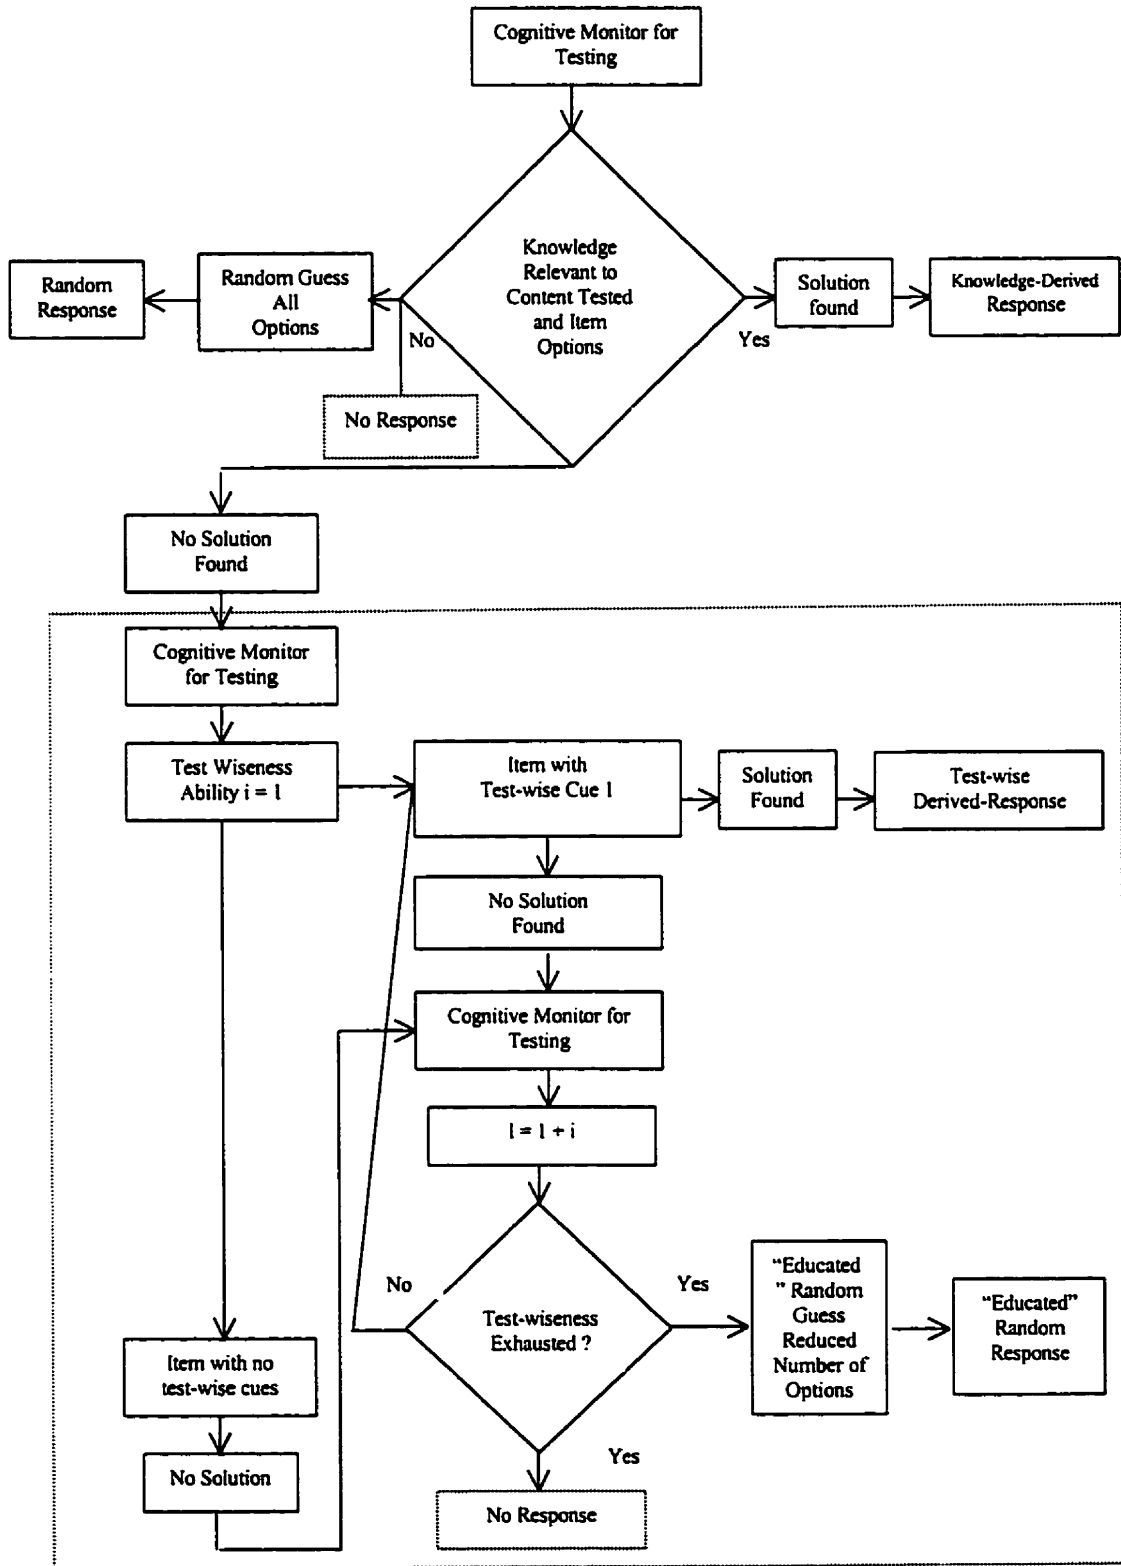 Cognitive Monitor for
Testing
Knowledge
Relevant to
Content Tested
and Item
Options
Random
Response
Random Guess
All
Options
No
Yes
Solution
found
Knowledge-Derived
Response
No Response
No Solution
Found
Cognitive Monitor
for Testing
Test Wiseness
Ability i = 1
Item with
Test-wise Cue 1
Solution
Found
Test-wise
Derived-Response
No Solution
Found
Cognitive Monitor for
Testing
1 = 1 + i
No
Yes
Test-wiseness
Exhausted ?
"Educated
" Random
Guess
Reduced
Number of
Options
"Educated"
Random
Response
Item with no
test-wise cues
No Solution
Yes
No Response